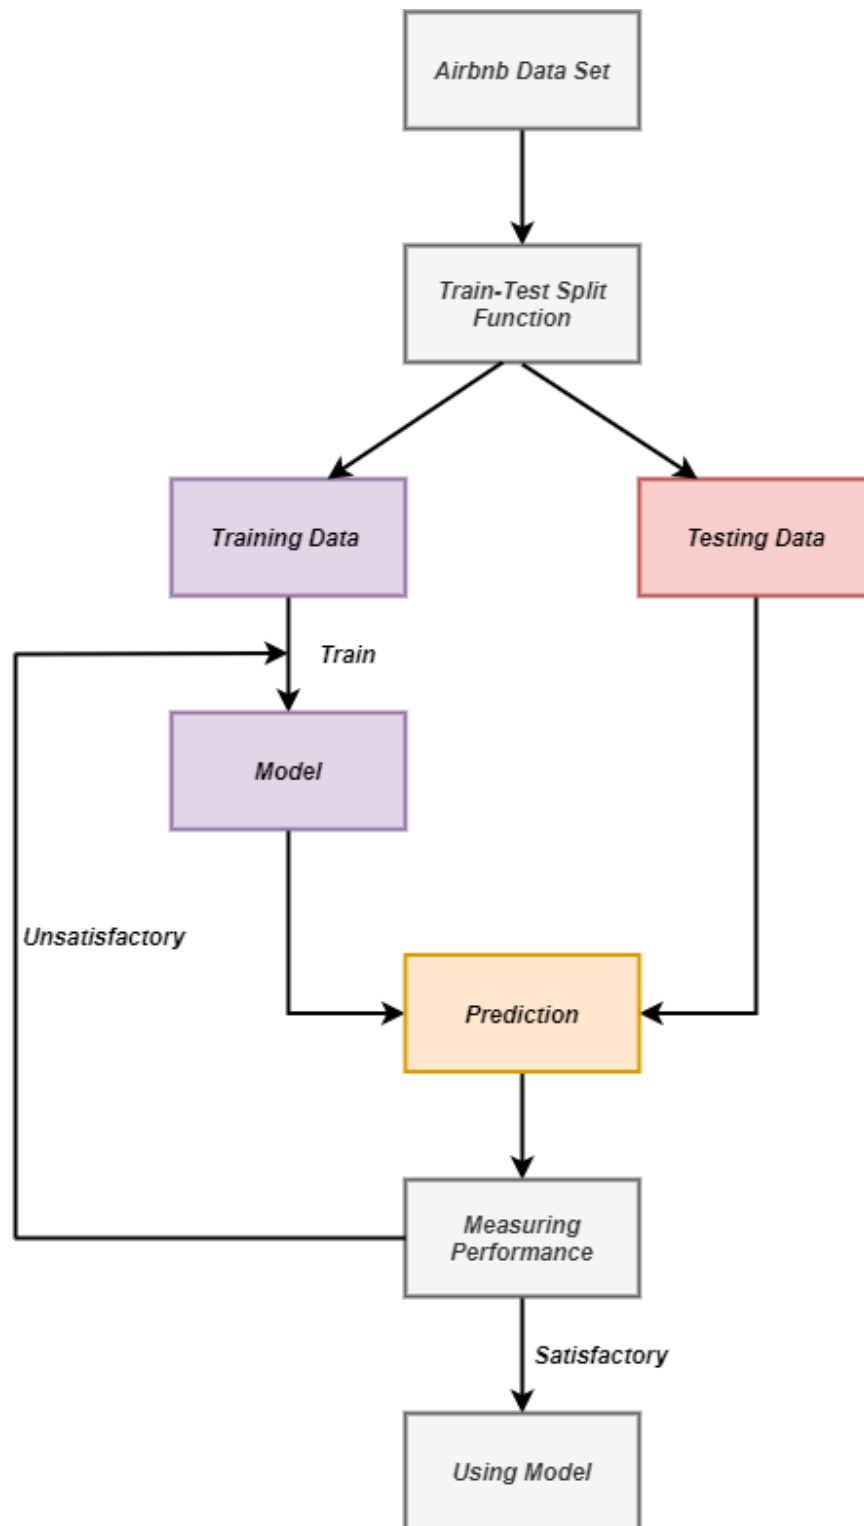 Airbnb Data Set
Train-Test Split
Function
Training Data
Testing Data
Train
Model
Unsatisfactory
Prediction
Measuring
Performance
Satisfactory
Using Model